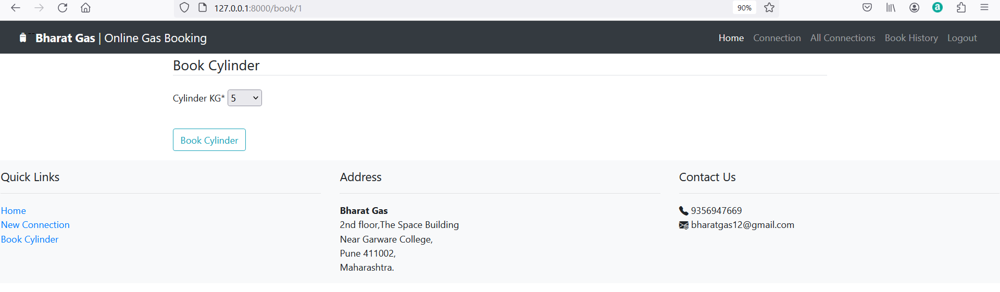 127.0.0.1:8000/book/1
90%
Bharat Gas | Online Gas Booking
Home Connection All Connections Book History Logout
Book Cylinder
Cylinder KG* 5
Book Cylinder
Quick Links
Home
New Connection
Book Cylinder
Address
Bharat Gas
2nd floor,The Space Building
Near Garware College,
Pune 411002,
Maharashtra.
Contact Us
9356947669
bharatgas12@gmail.com